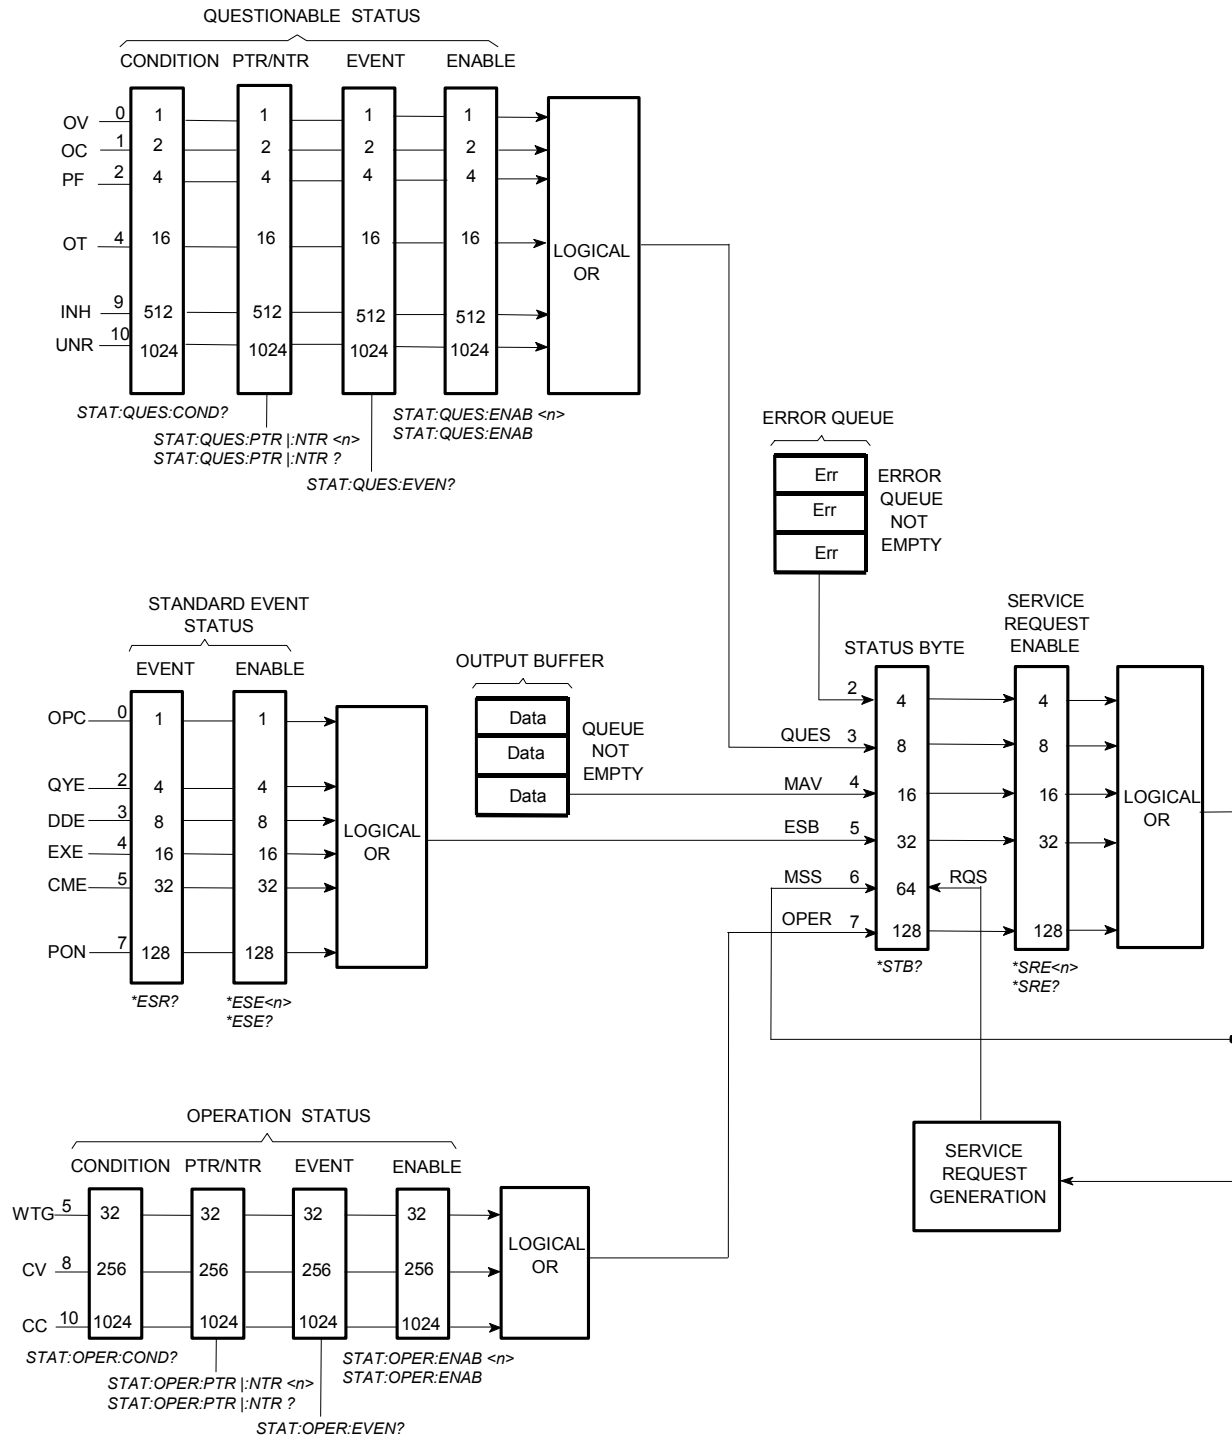 QUESTIONABLE STATUS
CONDITION PTR/NTR EVENT ENABLE
OV 0 1 1 1 1
OC 1 2 2 2 2
PF 2 4 4 4 4
OT 4 16 16 16 16
LOGICAL
OR
INH 9 512 512 512 512
UNR 10 1024 1024 1024 1024
STAT:QUES:COND?
STAT:QUES:PTR |:NTR <n>
STAT:QUES:PTR |:NTR ?
STAT:QUES:EVEN?
STAT:QUES:ENAB <n>
STAT:QUES:ENAB
ERROR QUEUE
Err
Err
Err
ERROR
QUEUE
NOT
EMPTY
STANDARD EVENT
STATUS
EVENT ENABLE
OPC 0 1 1
QYE 2 4 4
DDE 3 8 8
EXE 4 16 16
CME 5 32 32
PON 7 128 128
LOGICAL
OR
*ESR?
*ESE<n>
*ESE?
OUTPUT BUFFER
Data
Data
Data
QUEUE
NOT
EMPTY
STATUS BYTE
SERVICE
REQUEST
ENABLE
2 4 4
QUES 3 8 8
MAV 4 16 16
ESB 5 32 32
MSS 6 64 RQS
OPER 7 128 128
LOGICAL
OR
*STB?
*SRE<n>
*SRE?
SERVICE
REQUEST
GENERATION
OPERATION STATUS
CONDITION PTR/NTR EVENT ENABLE
WTG 5 32 32 32 32
CV 8 256 256 256 256
CC 10 1024 1024 1024 1024
LOGICAL
OR
STAT:OPER:COND?
STAT:OPER:PTR |:NTR <n>
STAT:OPER:PTR |:NTR ?
STAT:OPER:EVEN?
STAT:OPER:ENAB <n>
STAT:OPER:ENAB